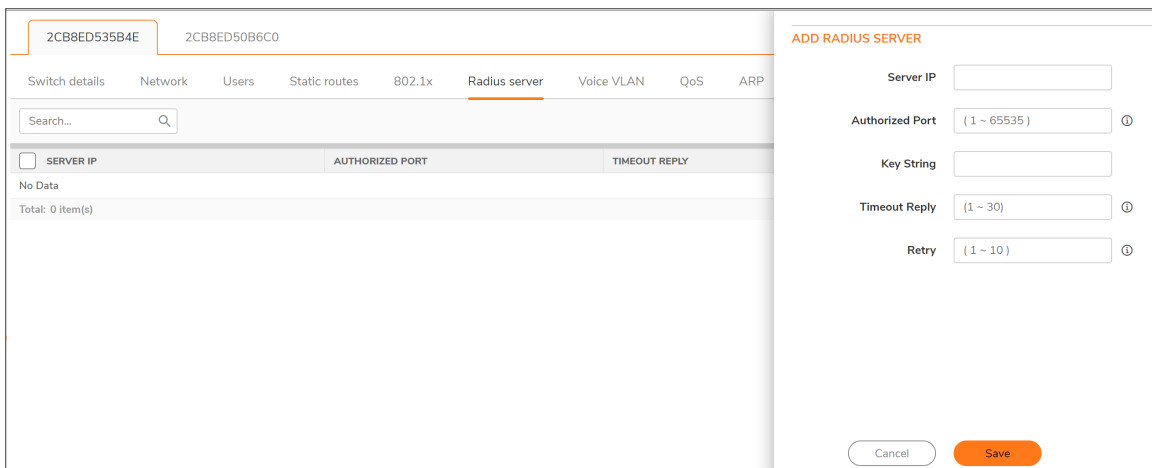 2CB8ED535B4E 2CB8ED50B6C0
Switch details Network Users Static routes 802.1x Radius server Voice VLAN QoS ARP
Search...
SERVER IP AUTHORIZED PORT TIMEOUT REPLY
No Data
Total: 0 item(s)
ADD RADIUS SERVER
Server IP
Authorized Port ( 1 ~ 65535 )
Key String
Timeout Reply (1 ~ 30)
Retry ( 1 ~ 10 )
Cancel Save